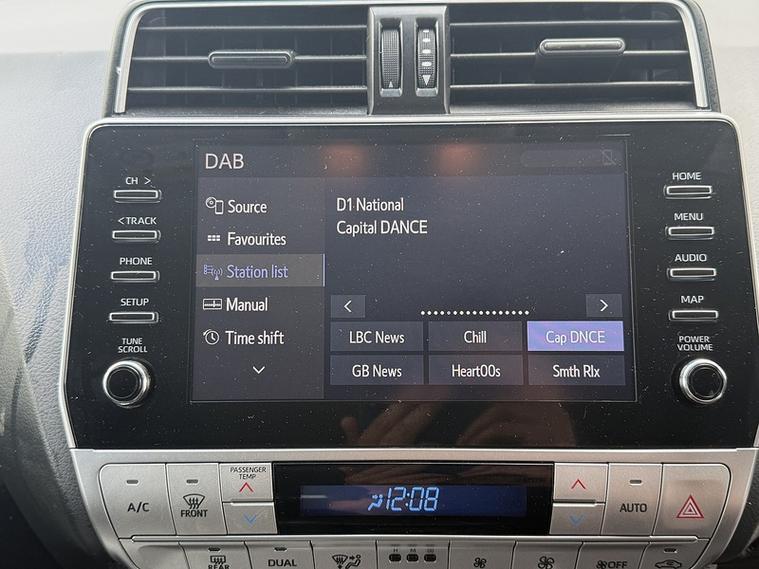 DAB
CH >
< TRACK
PHONE
SETUP
TUNE
SCROLL
Source
Favourites
Station list
Manual
Time shift
D1 National
Capital DANCE
LBC News
Chill
Cap DNCE
GB News
Heart00s
Smth Rlx
HOME
MENU
AUDIO
MAP
POWER
VOLUME
A/C
FRONT
PASSENGER
TEMP
12:08
AUTO
REAR
DUAL
OFF